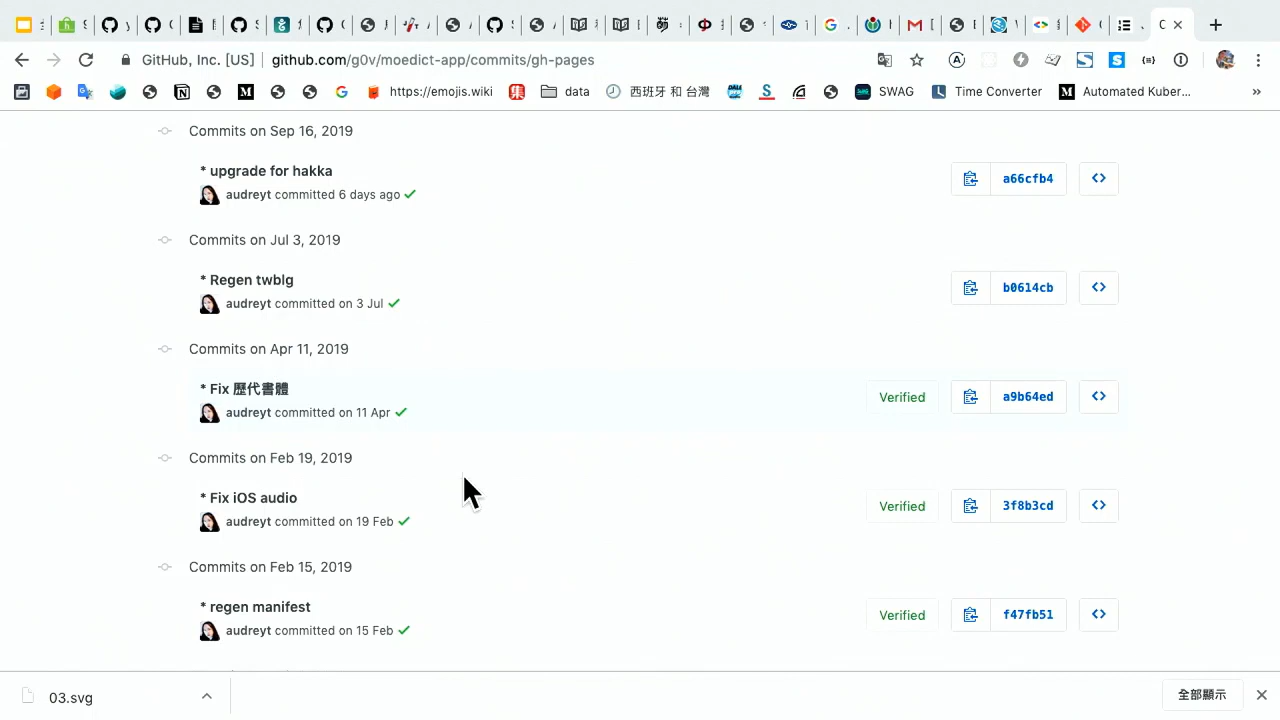 GitHub, Inc. [US]
github.com/g0v/moedict-app/commits/gh-pages
https://emojis.wiki
data
西班牙 和 台灣
SWAG
Time Converter
Automated Kuber...
»
Commits on Sep 16, 2019
* upgrade for hakka
audreyt committed 6 days ago
a66cfb4
Commits on Jul 3, 2019
* Regen twblg
audreyt committed on 3 Jul
b0614cb
Commits on Apr 11, 2019
* Fix 歷代書體
audreyt committed on 11 Apr
Verified
a9b64ed
Commits on Feb 19, 2019
* Fix iOS audio
audreyt committed on 19 Feb
Verified
3f8b3cd
Commits on Feb 15, 2019
* regen manifest
audreyt committed on 15 Feb
Verified
f47fb51
03.svg
全部顯示